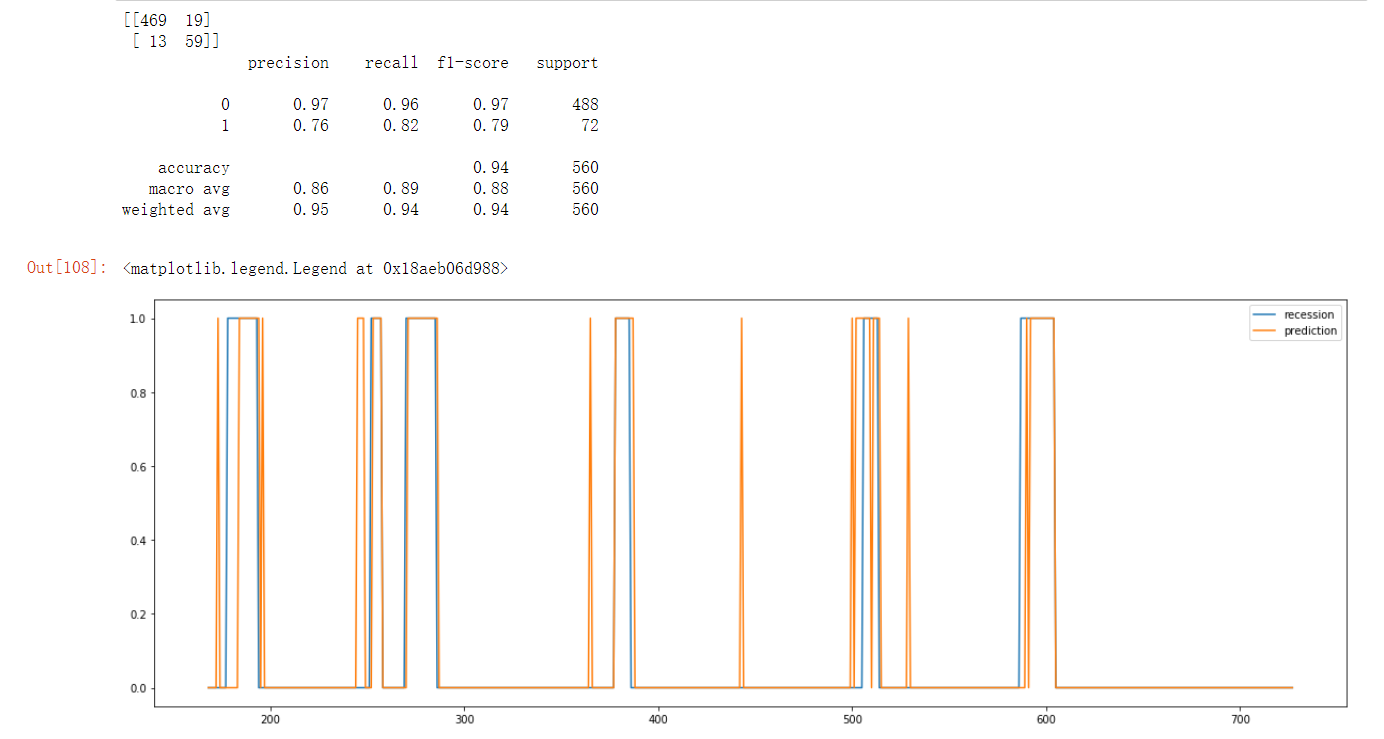 [[469  19]
 [ 13  59]]
precision recall f1-score support
0 0.97 0.96 0.97 488
1 0.76 0.82 0.79 72
accuracy 0.94 560
macro avg 0.86 0.89 0.88 560
weighted avg 0.95 0.94 0.94 560
Out[108]: <matplotlib.legend.Legend at 0x18aeb06d988>
recession
prediction
1.0
0.8
0.6
0.4
0.2
0.0
200 300 400 500 600 700